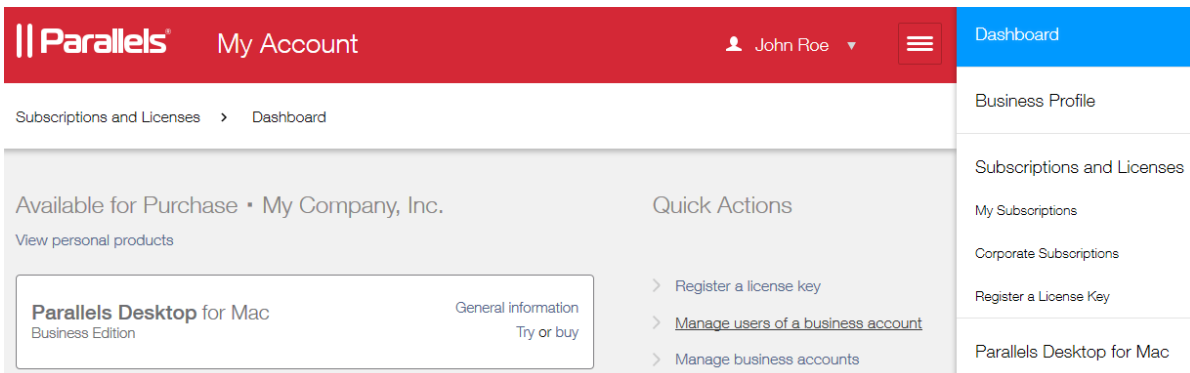 || Parallels® My Account John Roe ▼
Subscriptions and Licenses > Dashboard
Available for Purchase • My Company, Inc.
View personal products
Parallels Desktop for Mac
Business Edition
General information
Try or buy
Quick Actions
> Register a license key
> Manage users of a business account
> Manage business accounts
Dashboard
Business Profile
Subscriptions and Licenses
My Subscriptions
Corporate Subscriptions
Register a License Key
Parallels Desktop for Mac